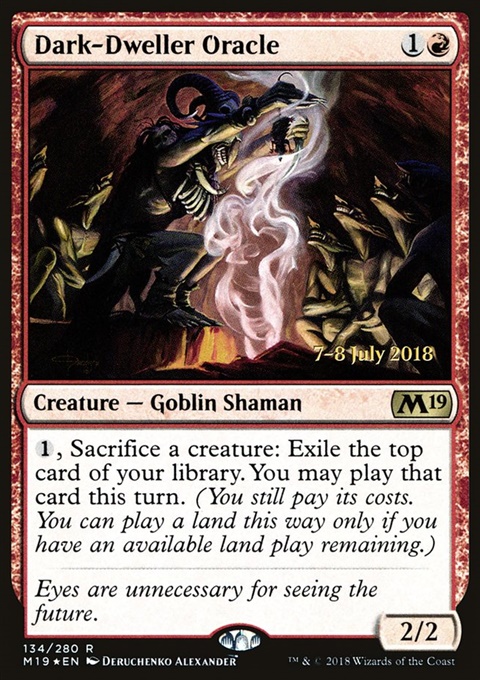 Dark-Dweller Oracle 1
7-8 July 2018
Creature — Goblin Shaman M19
1, Sacrifice a creature: Exile the top
card of your library. You may play that
card this turn. (You still pay its costs.
You can play a land this way only if you
have an available land play remaining.)
Eyes are unnecessary for seeing the
future.
2/2
134/280 R
M19★EN Deruchenko Alexander ™ & © 2018 Wizards of the Coast